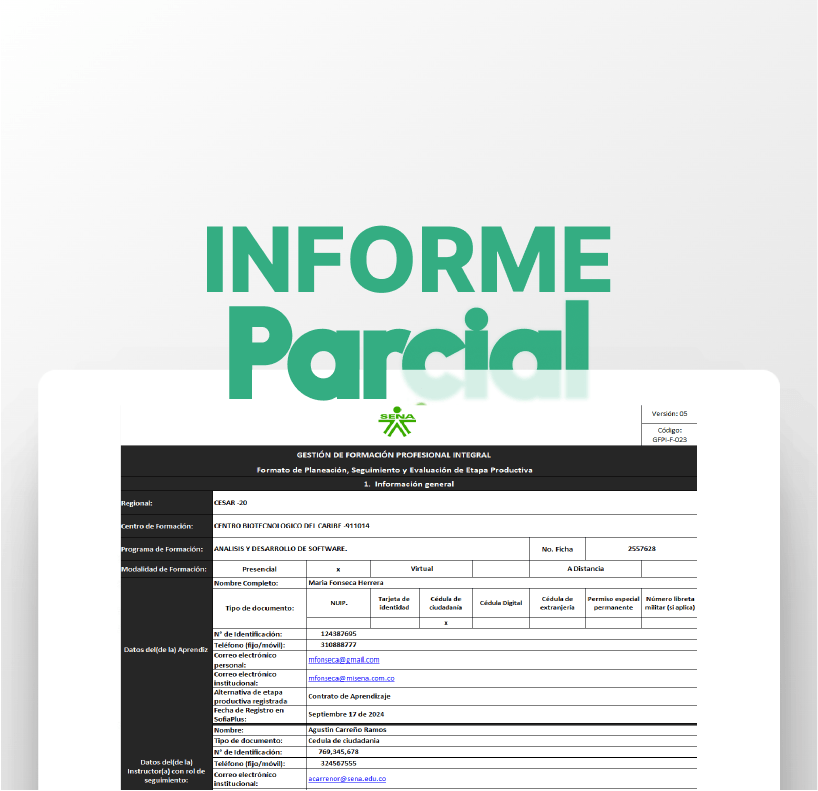 INFORME
Parcial
SENA
Versión: 05
Código:
GFPI-F-023
GESTIÓN DE FORMACIÓN PROFESIONAL INTEGRAL
Formato de Planeación, Seguimiento y Evaluación de Etapa Productiva
1. Información general
Regional: CESAR -20
Centro de Formación: CENTRO BIOTECNOLOGICO DEL CARIBE -911014
Programa de Formación: ANALISIS Y DESARROLLO DE SOFTWARE. No. Ficha 2557628
Modalidad de Formación: Presencial x Virtual A Distancia
Datos del(de la) Aprendiz
Nombre Completo: Maria Fonseca Herrera
Tipo de documento: NUIP. Tarjeta de identidad Cédula de ciudadanía Cédula Digital Cédula de extranjería Permiso especial permanente Número libreta militar (si aplica)
x
N° de Identificación: 124387695
Teléfono (fijo/móvil): 310888777
Correo electrónico personal: mfonseca@gmail.com
Correo electrónico institucional: mfonseca@misena.com.co
Alternativa de etapa productiva registrada Contrato de Aprendizaje
Fecha de Registro en SofiaPlus: Septiembre 17 de 2024
Datos del(de la) Instructor(a) con rol de seguimiento:
Nombre: Agustin Carreño Ramos
Tipo de documento: Cedula de ciudadania
N° de Identificación: 769,345,678
Teléfono (fijo/móvil): 324567555
Correo electrónico institucional: acarrenor@sena.edu.co